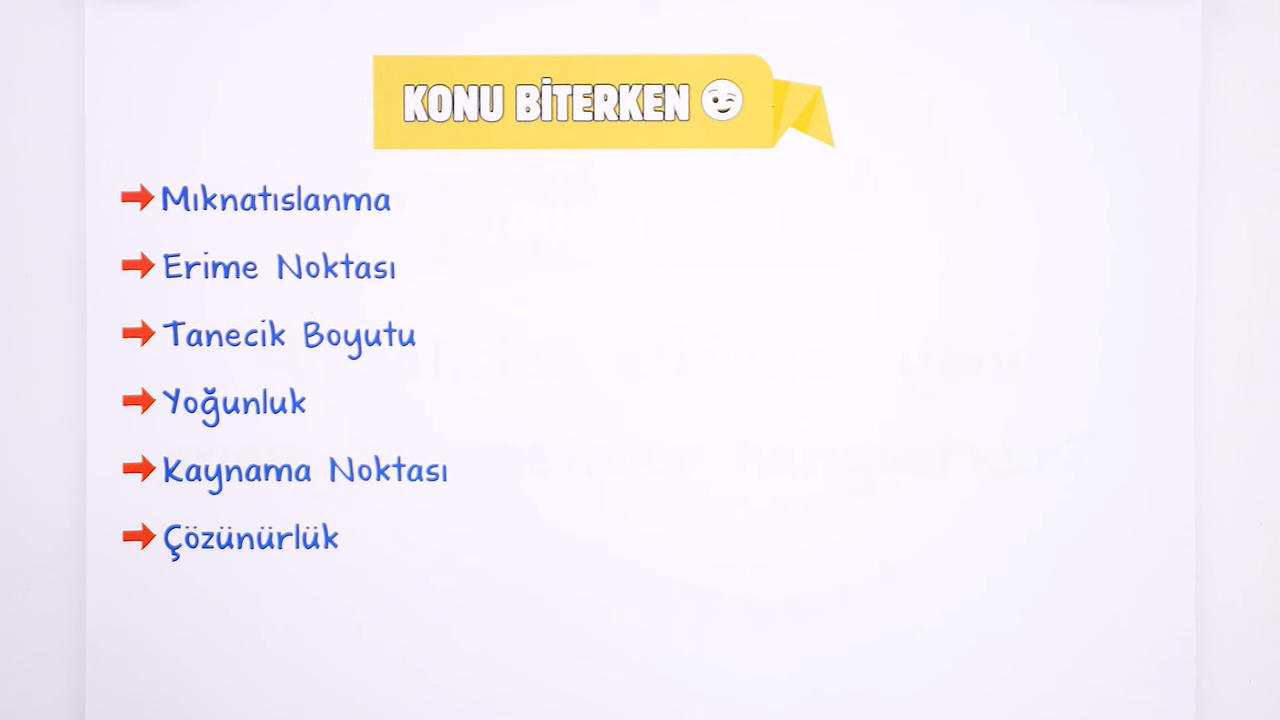 KONU BİTERKEN
Mıknatıslanma
Erime Noktası
Tanecik Boyutu
Yoğunluk
Kaynama Noktası
Çözünürlük